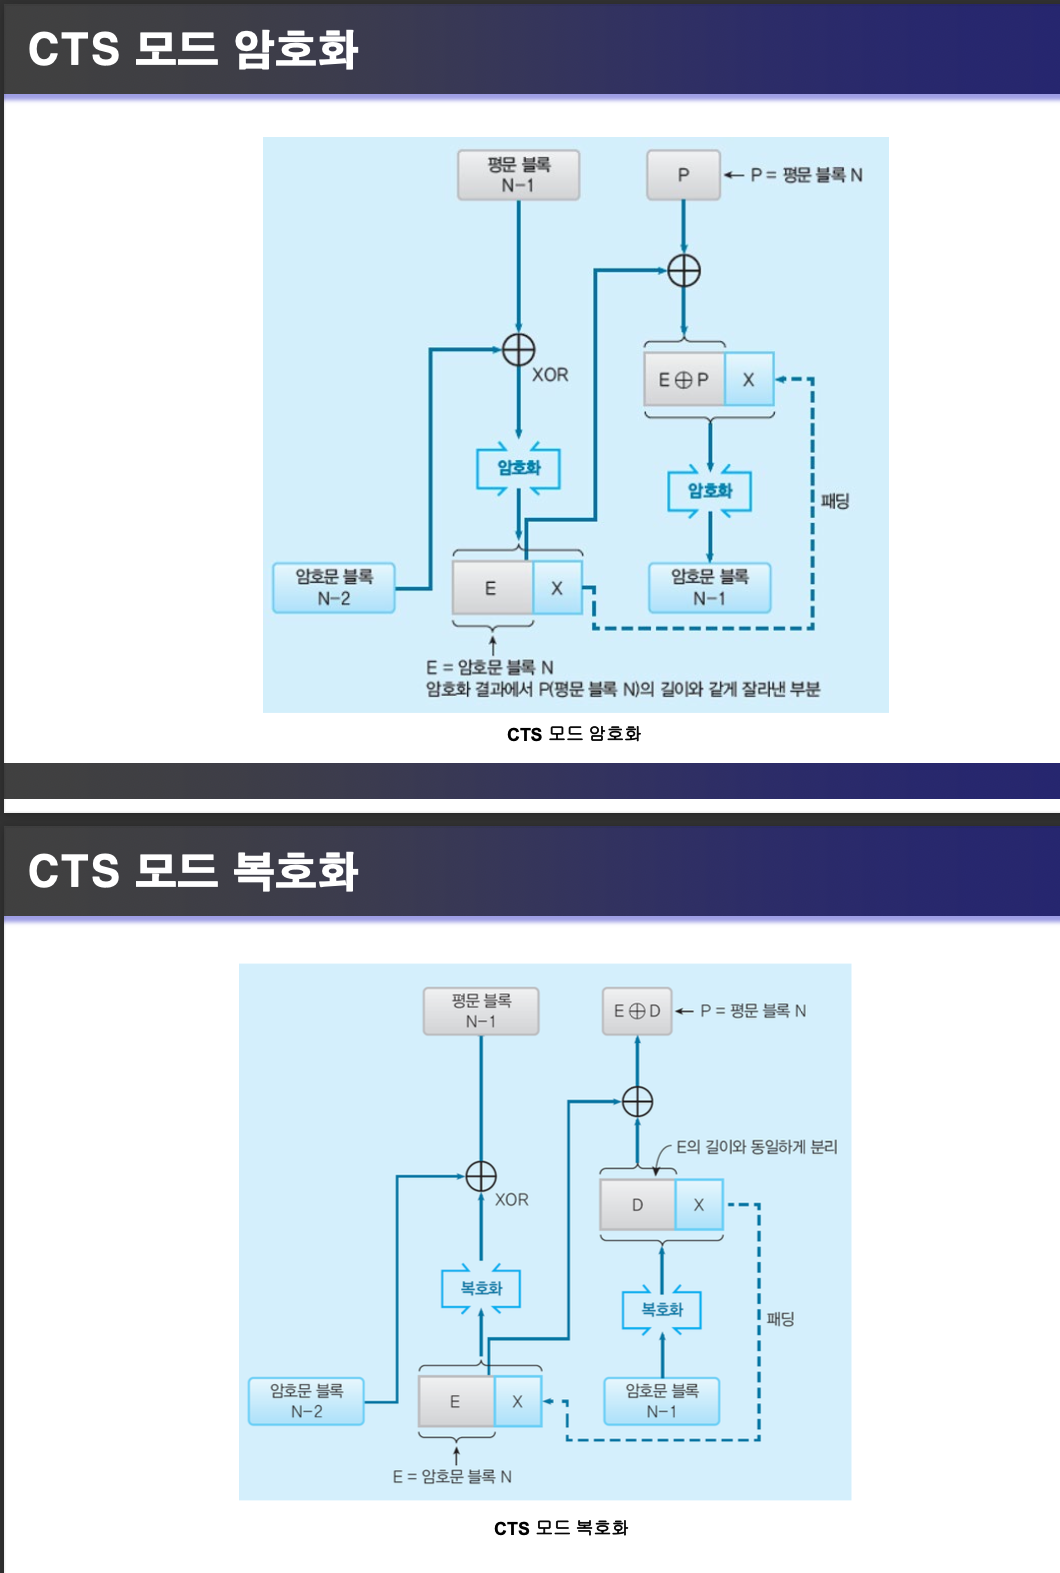 CTS 모드 암호화
평문 블록
N-1
P
P = 평문 블록 N
XOR
E⊕P
X
암호화
암호화
패딩
암호문 블록
N-2
E
X
암호문 블록
N-1
E = 암호문 블록 N
암호화 결과에서 P(평문 블록 N)의 길이와 같게 잘라낸 부분
CTS 모드 암호화
CTS 모드 복호화
평문 블록
N-1
E⊕D
P = 평문 블록 N
E의 길이와 동일하게 분리
XOR
D
X
복호화
복호화
패딩
암호문 블록
N-2
E
X
암호문 블록
N-1
E = 암호문 블록 N
CTS 모드 복호화